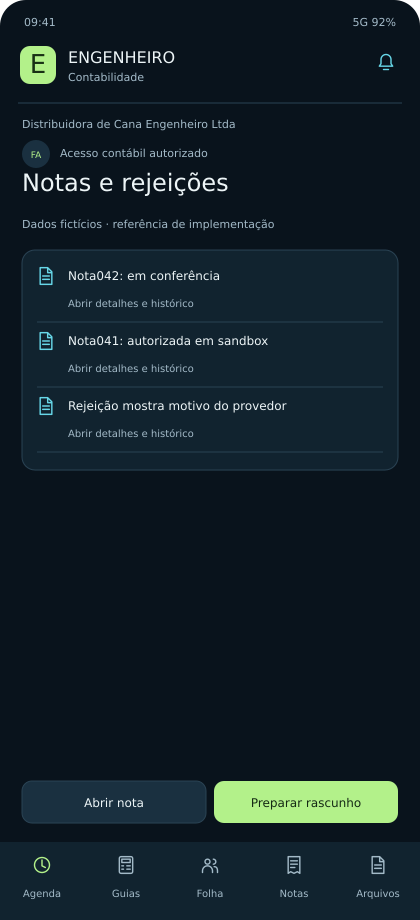 09:41
5G 92%
E
ENGENHEIRO
Contabilidade
Distribuidora de Cana Engenheiro Ltda
FA
Acesso contábil autorizado
Notas e rejeições
Dados fictícios · referência de implementação
Nota042: em conferência
Abrir detalhes e histórico
Nota041: autorizada em sandbox
Abrir detalhes e histórico
Rejeição mostra motivo do provedor
Abrir detalhes e histórico
Abrir nota
Preparar rascunho
Agenda
Guias
Folha
Notas
Arquivos